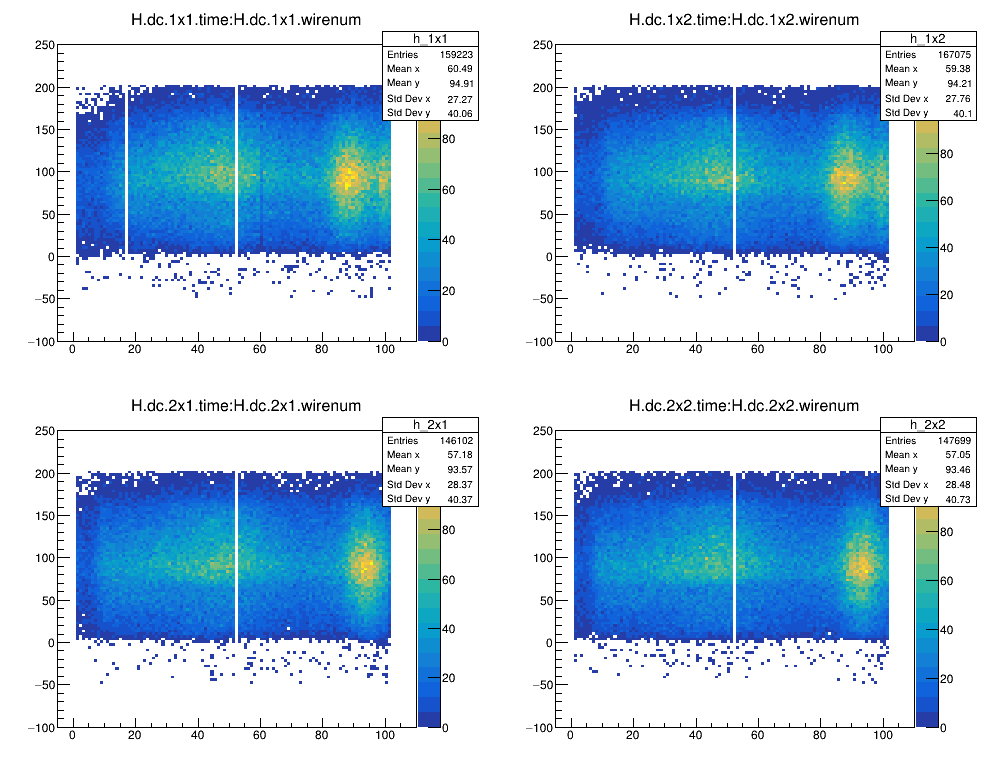 H.dc.1x1.time:H.dc.1x1.wirenum
h_1x1
Entries 159223
Mean x 60.49
Mean y 94.91
Std Dev x 27.27
Std Dev y 40.06
250
200
150
100
50
0
−50
−100
0 20 40 60 80 100
80
60
40
20
0
H.dc.1x2.time:H.dc.1x2.wirenum
h_1x2
Entries 167075
Mean x 59.38
Mean y 94.21
Std Dev x 27.76
Std Dev y 40.1
250
200
150
100
50
0
−50
−100
0 20 40 60 80 100
80
60
40
20
0
H.dc.2x1.time:H.dc.2x1.wirenum
h_2x1
Entries 146102
Mean x 57.18
Mean y 93.57
Std Dev x 28.37
Std Dev y 40.37
250
200
150
100
50
0
−50
−100
0 20 40 60 80 100
80
60
40
20
0
H.dc.2x2.time:H.dc.2x2.wirenum
h_2x2
Entries 147699
Mean x 57.05
Mean y 93.46
Std Dev x 28.48
Std Dev y 40.73
250
200
150
100
50
0
−50
−100
0 20 40 60 80 100
80
60
40
20
0